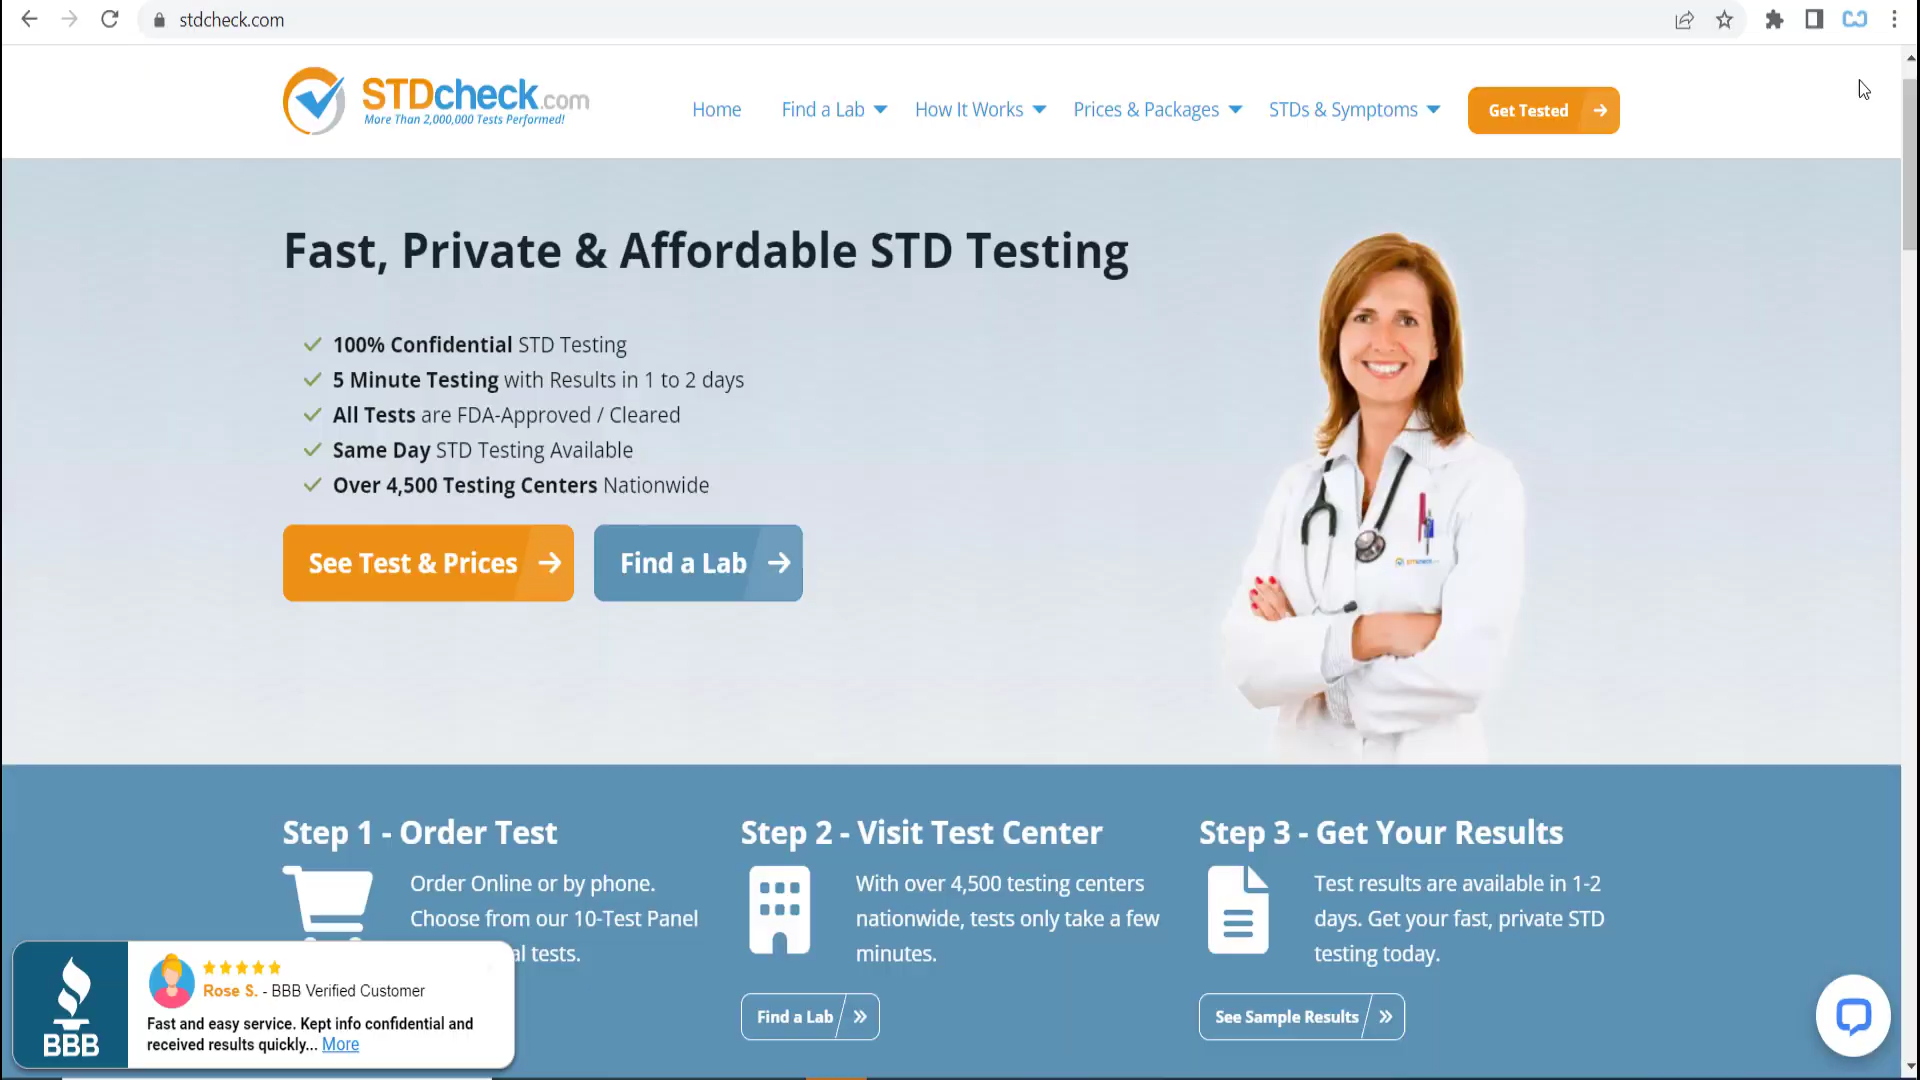 stdcheck.com
STDcheck.com
More Than 2,000,000 Tests Performed!
Home
Find a Lab
How It Works
Prices & Packages
STDs & Symptoms
Get Tested
Fast, Private & Affordable STD Testing
100% Confidential STD Testing
5 Minute Testing with Results in 1 to 2 days
All Tests are FDA-Approved / Cleared
Same Day STD Testing Available
Over 4,500 Testing Centers Nationwide
See Test & Prices
Find a Lab
Step 1 - Order Test
Order Online or by phone.
Choose from our 10-Test Panel
tests.
Step 2 - Visit Test Center
With over 4,500 testing centers
nationwide, tests only take a few
minutes.
Find a Lab
Step 3 - Get Your Results
Test results are available in 1-2
days. Get your fast, private STD
testing today.
See Sample Results
BBB
Rose S. - BBB Verified Customer
Fast and easy service. Kept info confidential and
received results quickly... More